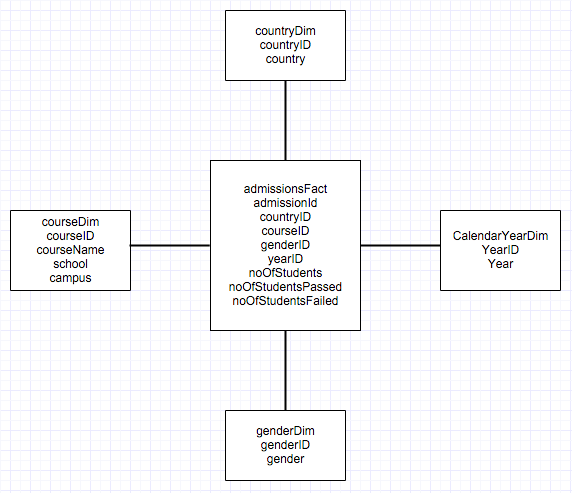 countryDim
countryID
country
admissionsFact
admissionId
countryID
courseID
genderID
yearID
noOfStudents
noOfStudentsPassed
noOfStudentsFailed
courseDim
courseID
courseName
school
campus
CalendarYearDim
YearID
Year
genderDim
genderID
gender